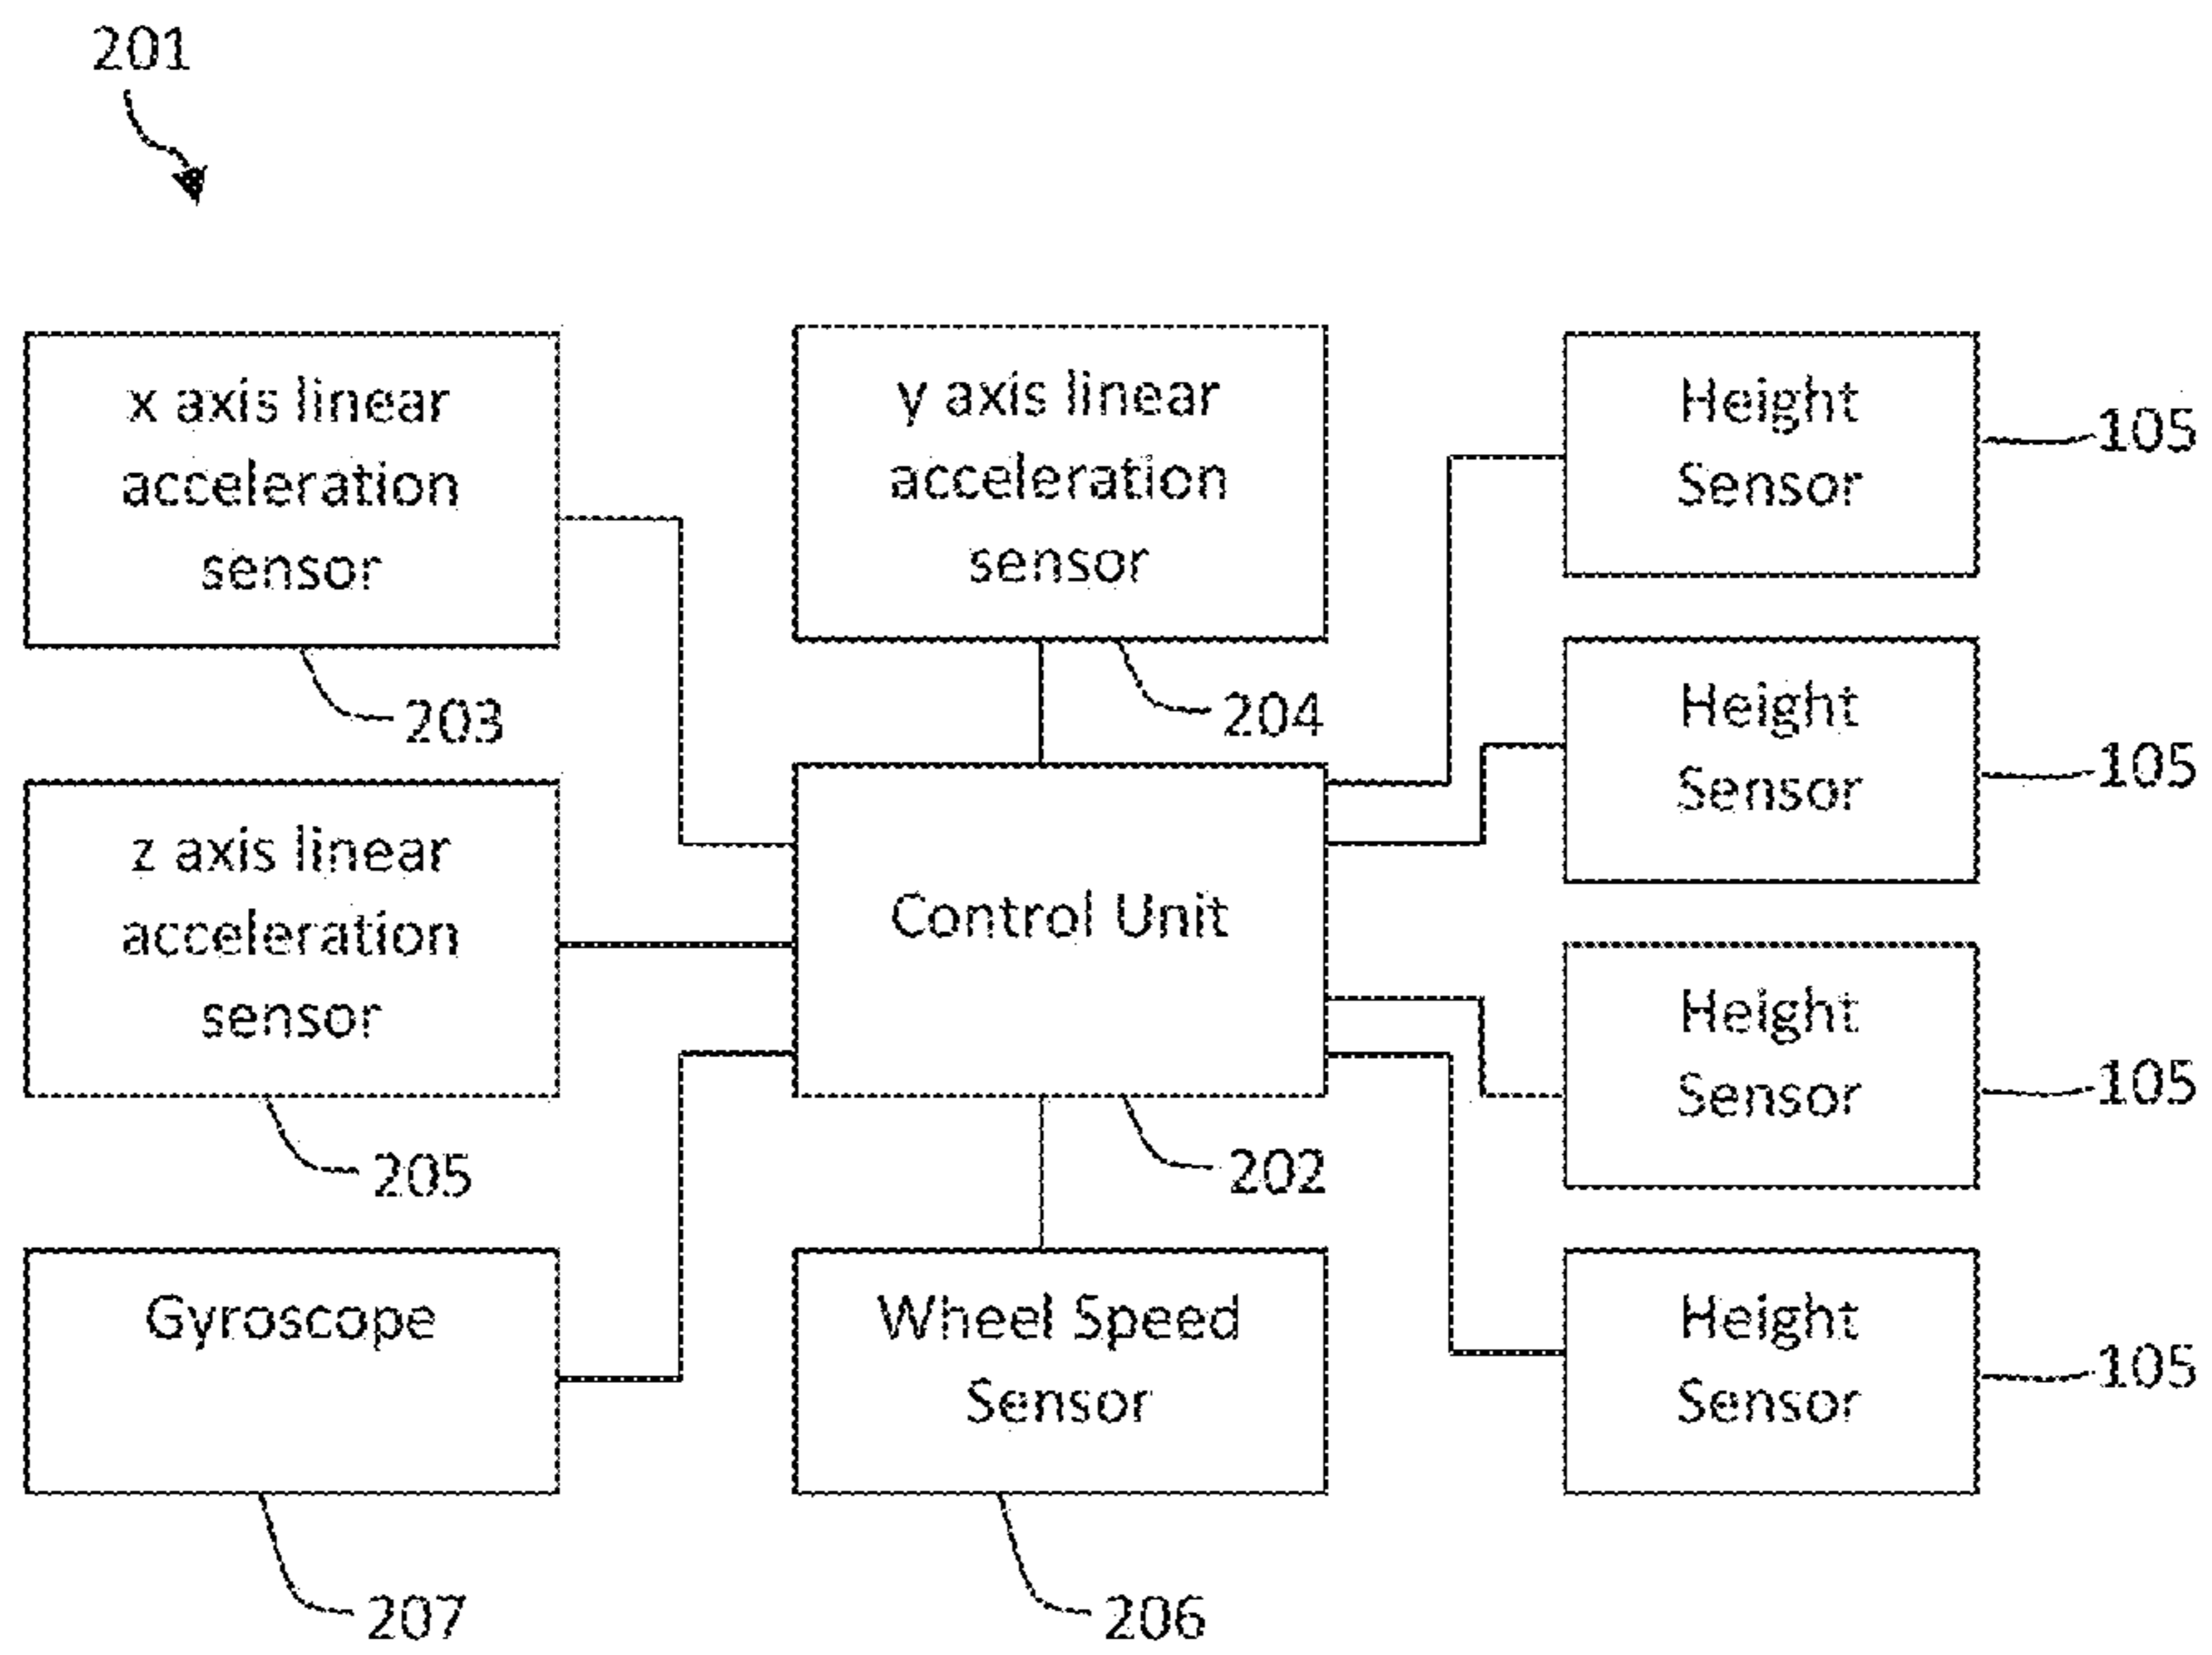 201
x axis linear
acceleration
sensor
203
y axis linear
acceleration
sensor
204
Height
Sensor
105
Height
Sensor
105
z axis linear
acceleration
sensor
205
Control Unit
202
Height
Sensor
105
Gyroscope
207
Wheel Speed
Sensor
206
Height
Sensor
105